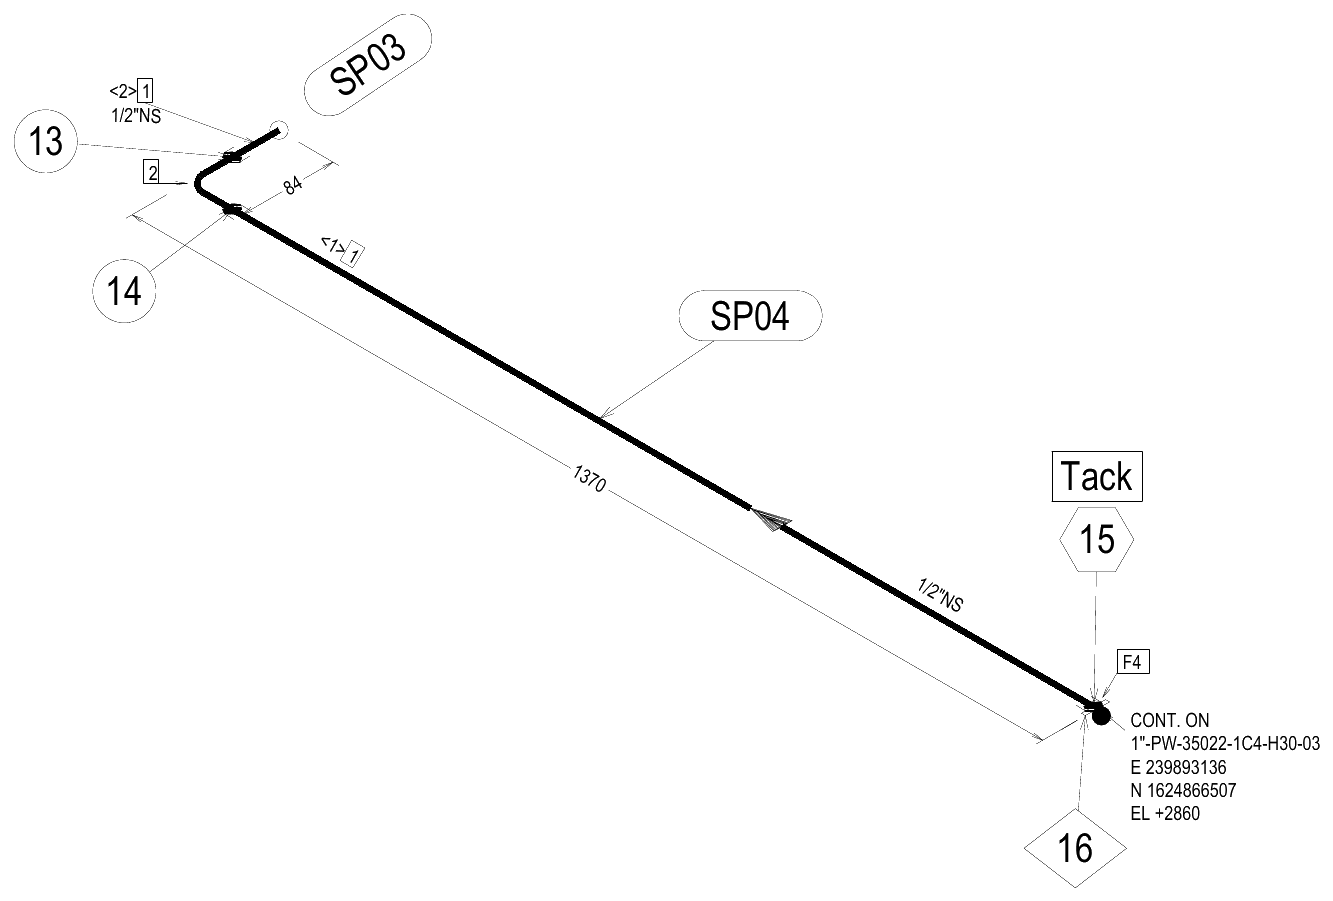 SP03
<2>1
1/2"NS
13
2
84
<1>1
14
SP04
1370
Tack
15
1/2"NS
F4
CONT. ON
1"-PW-35022-1C4-H30-03
E 239893136
N 1624866507
EL +2860
16